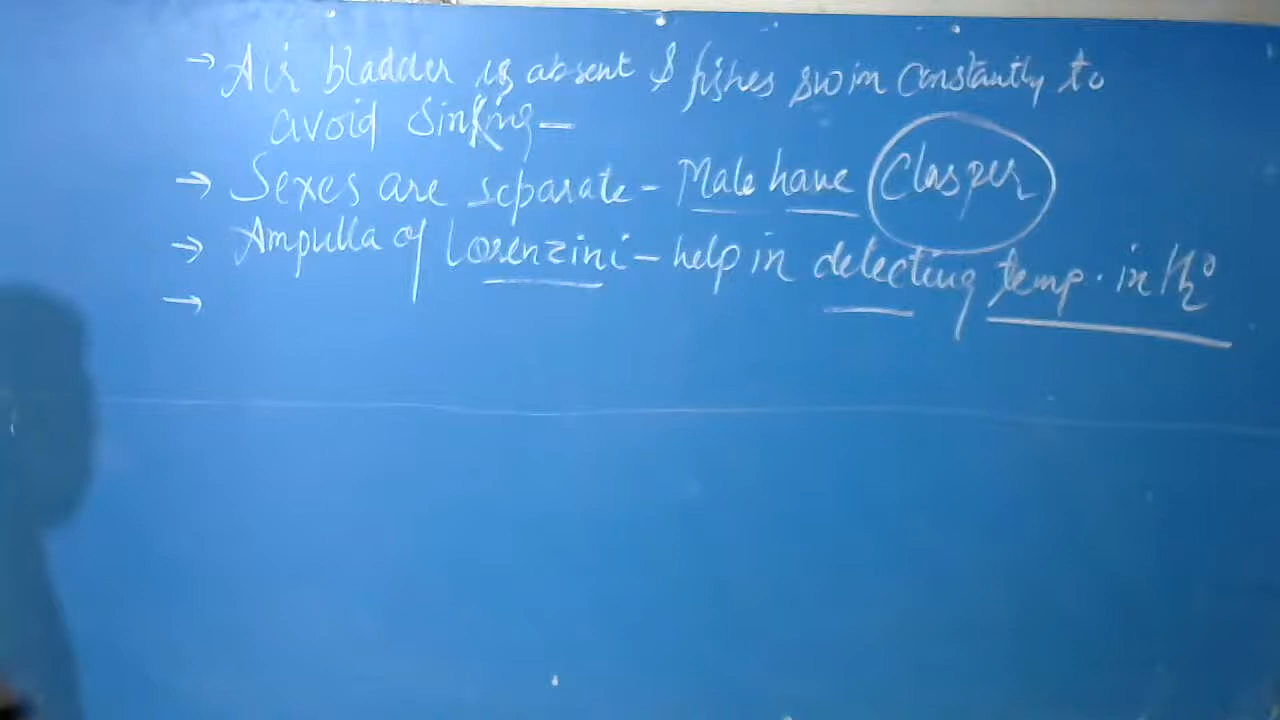 → Air bladder is absent & fishes swim constantly to
avoid sinking –
→ Sexes are separate - Male have Clasper
→ Ampulla of Lorenzini – help in detecting temp. in H2O
→